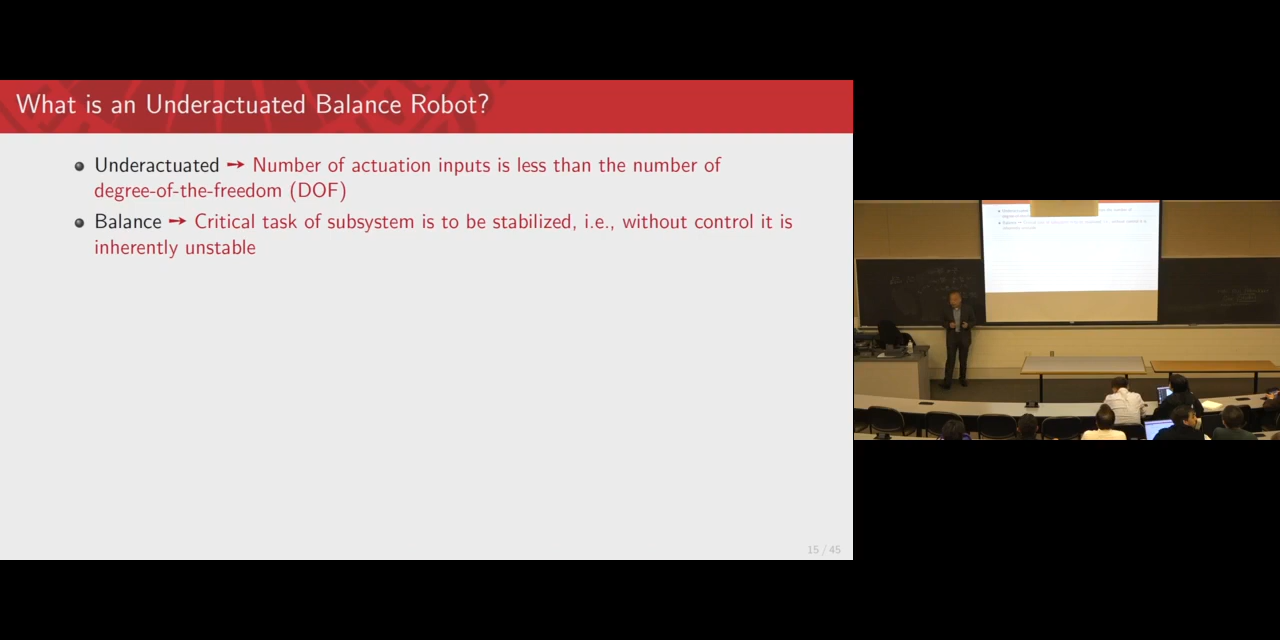 What is an Underactuated Balance Robot?
Underactuated → Number of actuation inputs is less than the number of
degree-of-the-freedom (DOF)
Balance → Critical task of subsystem is to be stabilized, i.e., without control it is
inherently unstable
15 / 45